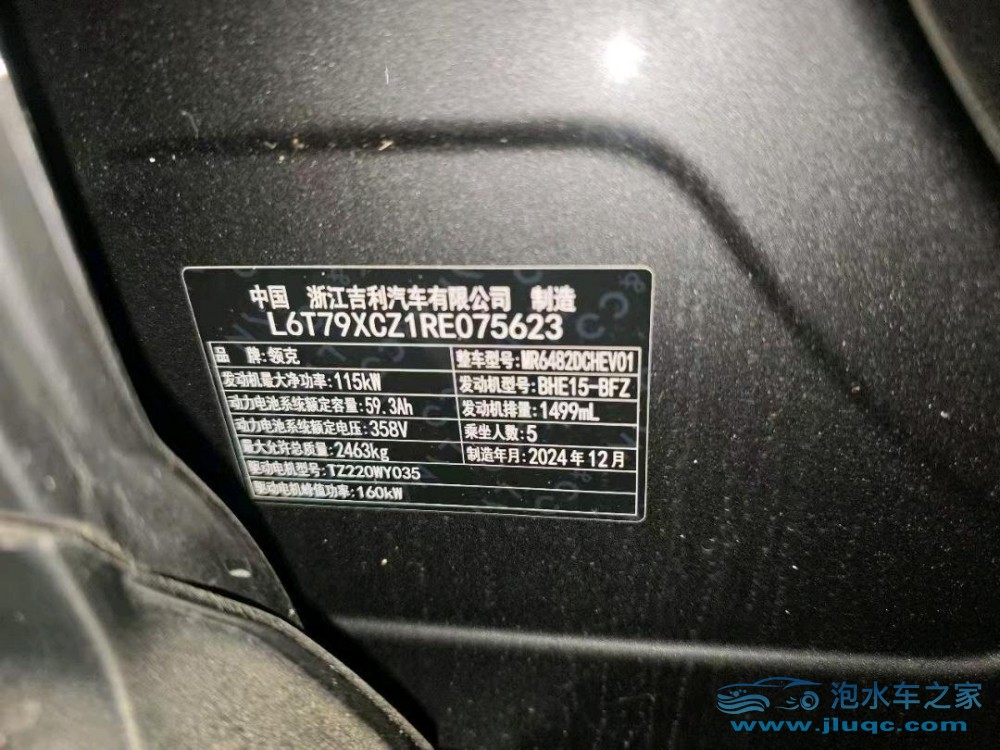 中国 浙江吉利汽车有限公司 制造
L6T79XCZ1RE075623
品 牌:领克 整车型号:MR6482DCHEV01
发动机最大净功率:115kW 发动机型号:BHE15-BFZ
动力电池系统额定容量:59.3Ah 发动机排量:1499mL
动力电池系统额定电压:358V 乘坐人数:5
最大允许总质量:2463kg 制造年月:2024年12月
驱动电机型号:TZ220WY035
驱动电机峰值功率:160kW
泡水车之家
www.jluqc.com